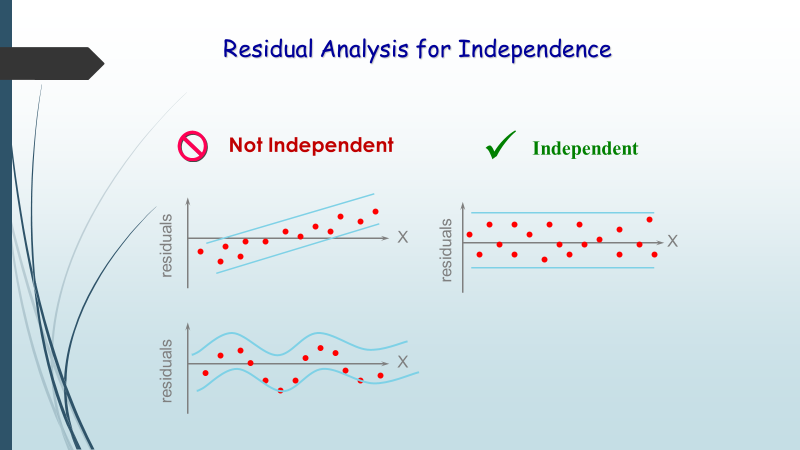 Residual Analysis for Independence
Not Independent
Independent
residuals
X
residuals
X
residuals
X